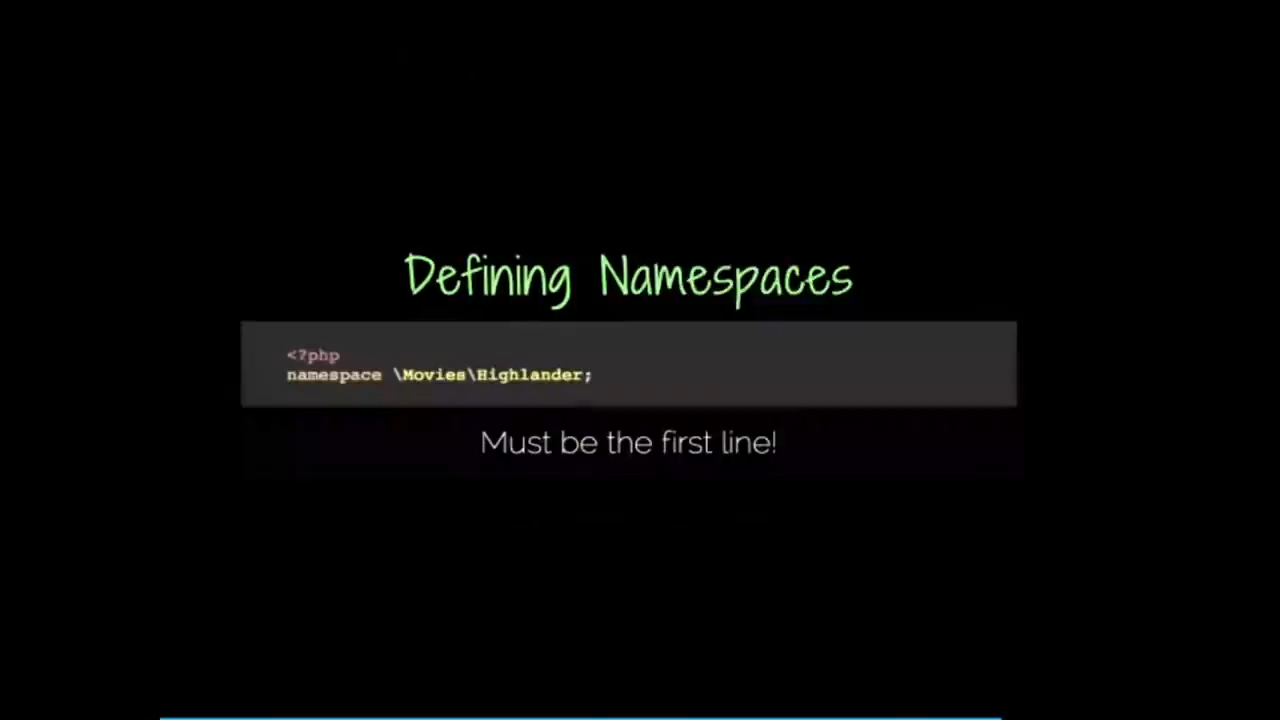 Defining Namespaces
<?php
namespace \Movies\Highlander;
Must be the first line!